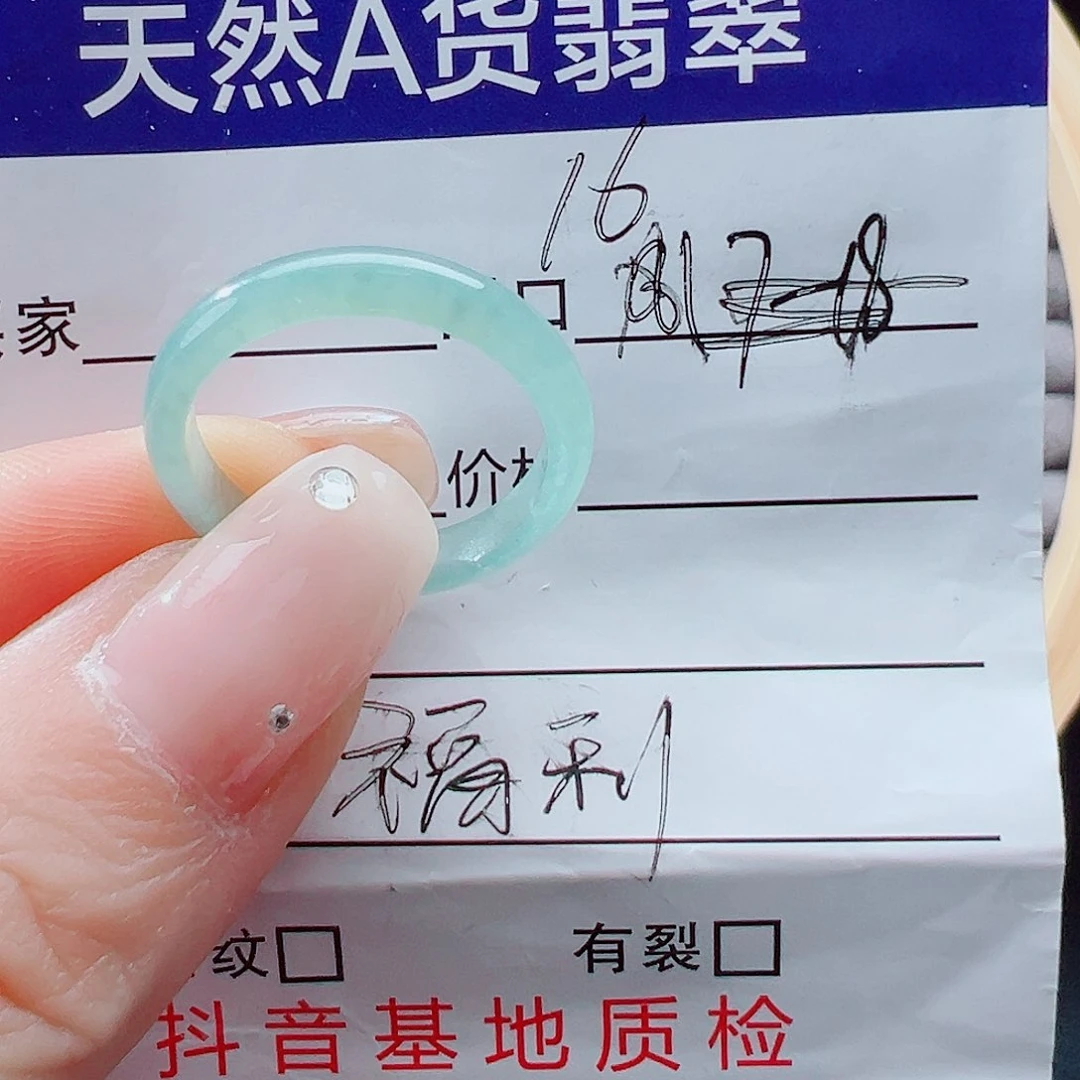 天然A货翡翠
16
家 口
价
福利
纹 有裂
抖音基地质检